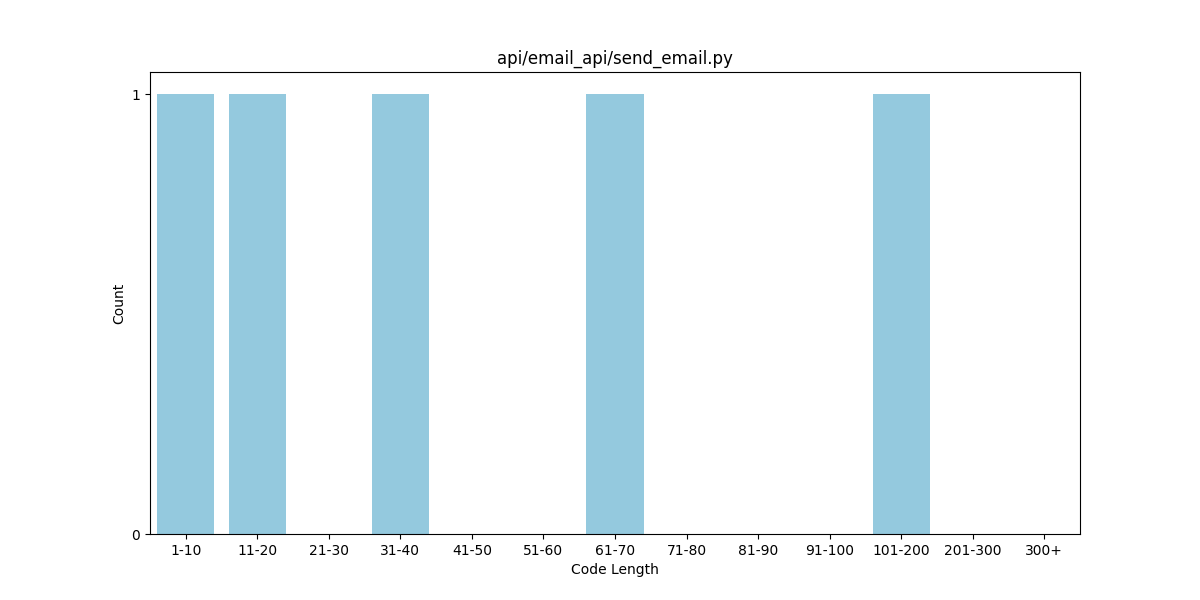 api/email_api/send_email.py
1
Count
0
1-10 11-20 21-30 31-40 41-50 51-60 61-70 71-80 81-90 91-100 101-200 201-300 300+
Code Length